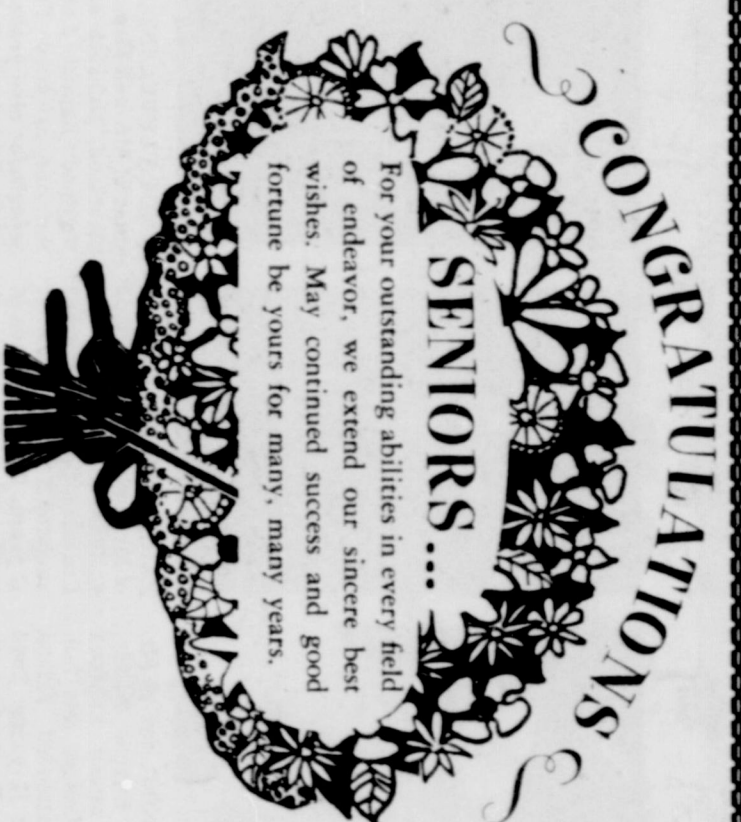 CONGRATULATIONS
SENIORS...
For your outstanding abilities in every field
of endeavor, we extend our sincere best
wishes. May continued success and good
fortune be yours for many, many years.